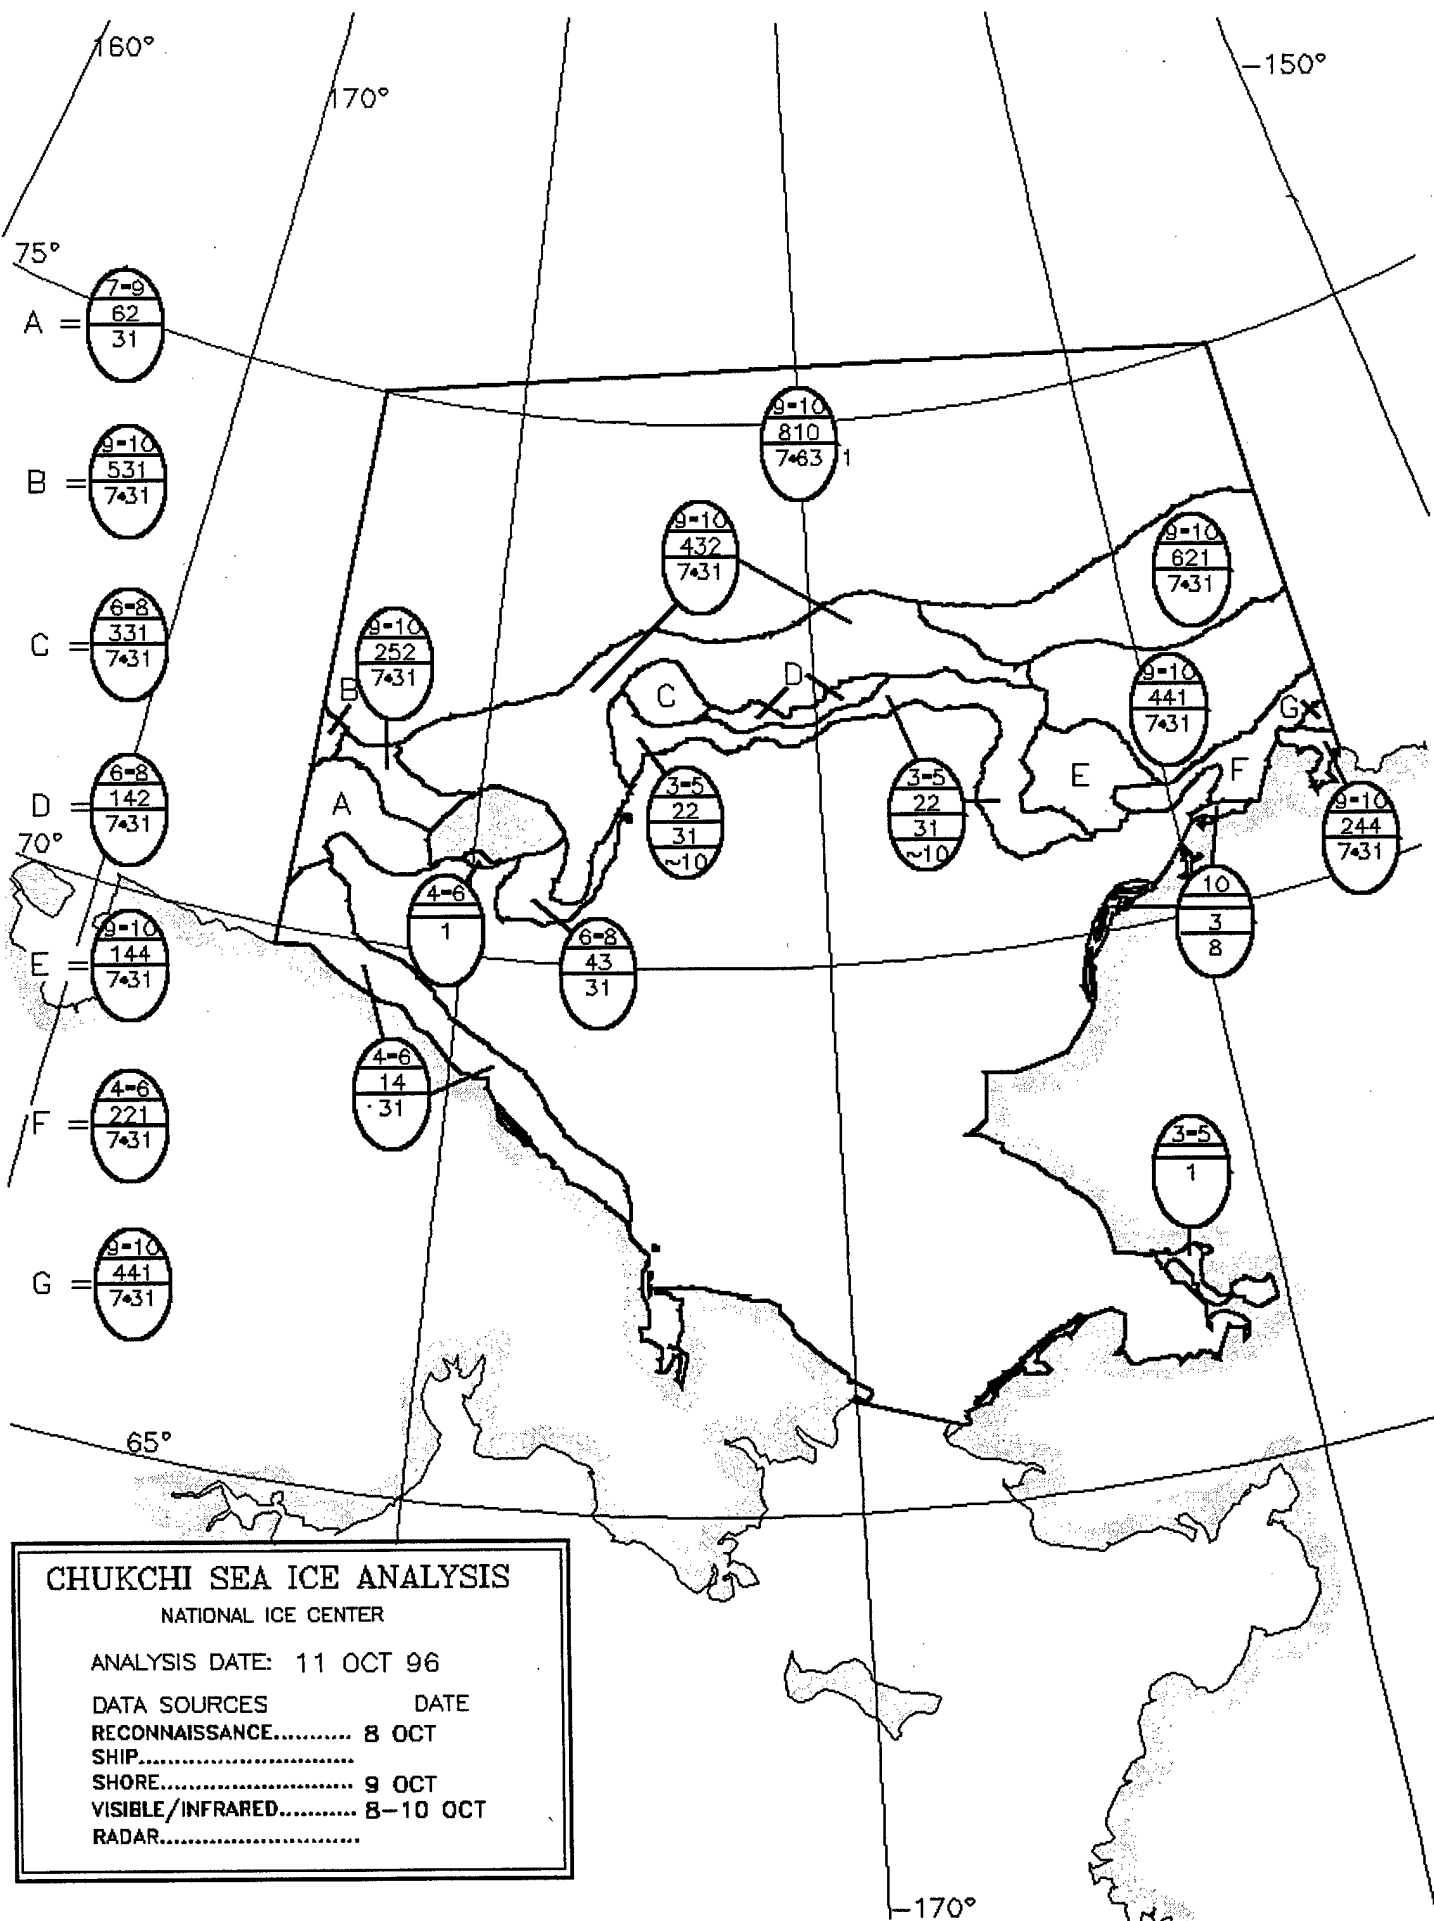 160°
-150°
170°
75°
A =
7-9
62
31
9-10
810
7•63 1
B =
9-10
531
7•31
9-10
432
7•31
9-10
621
7•31
C =
6-8
331
7•31
9-10
252
7•31
B
C
D
9-10
441
7•31
G
D =
6-8
142
7•31
A
3-5
22
31
~10
3-5
22
31
~10
E
F
9-10
244
7•31
70°
4-6
1
10
3
8
E =
9-10
144
7•31
6-8
43
31
4-6
14
31
F =
4-6
221
7•31
3-5
1
G =
9-10
441
7•31
65°
CHUKCHI SEA ICE ANALYSIS
NATIONAL ICE CENTER
ANALYSIS DATE: 11 OCT 96
DATA SOURCES DATE
RECONNAISSANCE........... 8 OCT
SHIP............................
SHORE......................... 9 OCT
VISIBLE/INFRARED........... 8-10 OCT
RADAR..........................
-170°